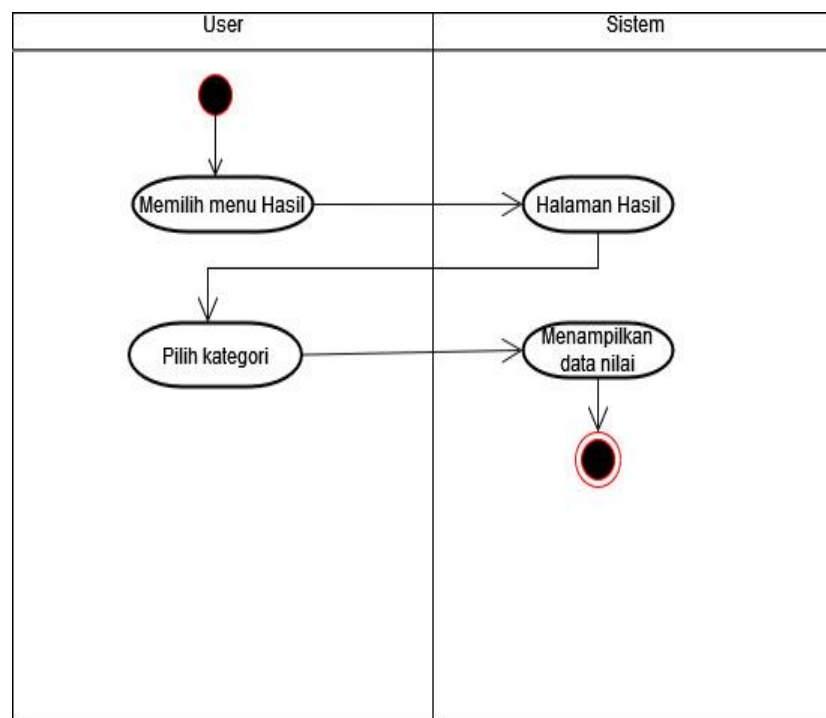 User
Sistem
Memilih menu Hasil
Halaman Hasil
Pilih kategori
Menampilkan
data nilai